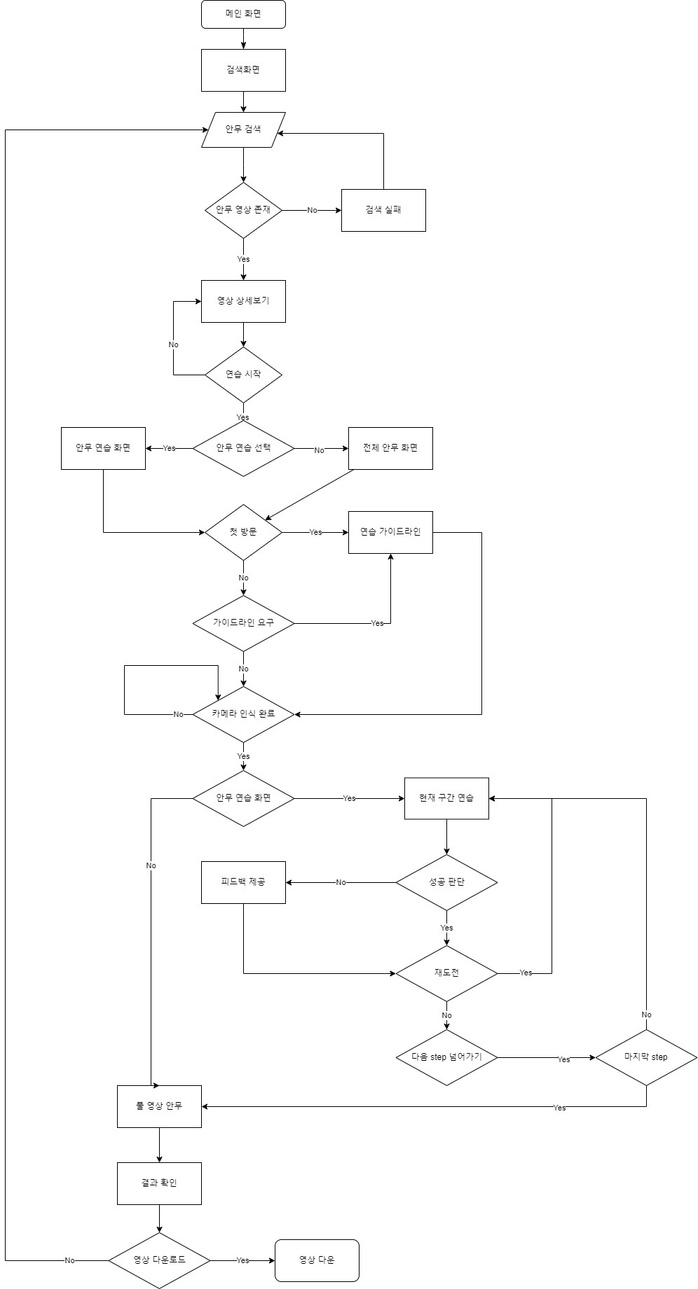 메인 화면
검색화면
안무 검색
안무 영상 존재
No
검색 실패
Yes
영상 상세보기
No
연습 시작
Yes
안무 연습 화면
Yes
안무 연습 선택
No
전체 안무 화면
첫 방문
Yes
연습 가이드라인
No
가이드라인 요구
Yes
No
No
카메라 인식 완료
Yes
안무 연습 화면
Yes
현재 구간 연습
No
피드백 제공
No
성공 판단
Yes
재도전
Yes
No
No
다음 step 넘어가기
Yes
마지막 step
풀 영상 안무
Yes
결과 확인
No
영상 다운로드
Yes
영상 다운